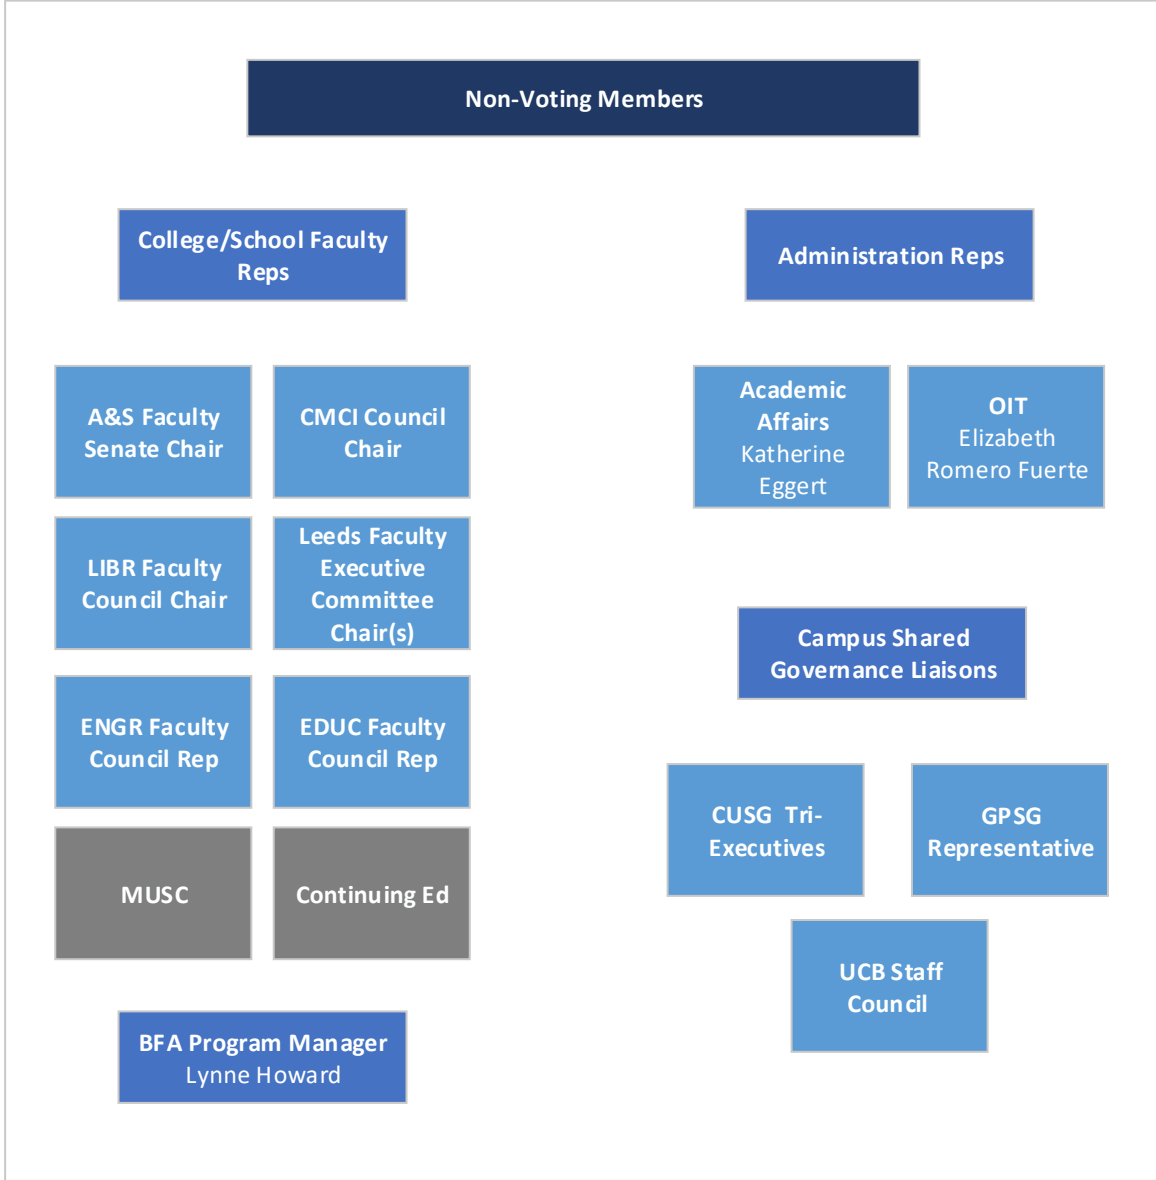 Non-Voting Members
College/School Faculty
Reps
A&S Faculty
Senate Chair
CMCI Council
Chair
LIBR Faculty
Council Chair
Leeds Faculty
Executive
Committee
Chair(s)
ENGR Faculty
Council Rep
EDUC Faculty
Council Rep
MUSC
Continuing Ed
BFA Program Manager
Lynne Howard
Administration Reps
Academic
Affairs
Katherine
Eggert
OIT
Elizabeth
Romero Fuerte
Campus Shared
Governance Liaisons
CUSG Tri-
Executives
GPSG
Representative
UCB Staff
Council